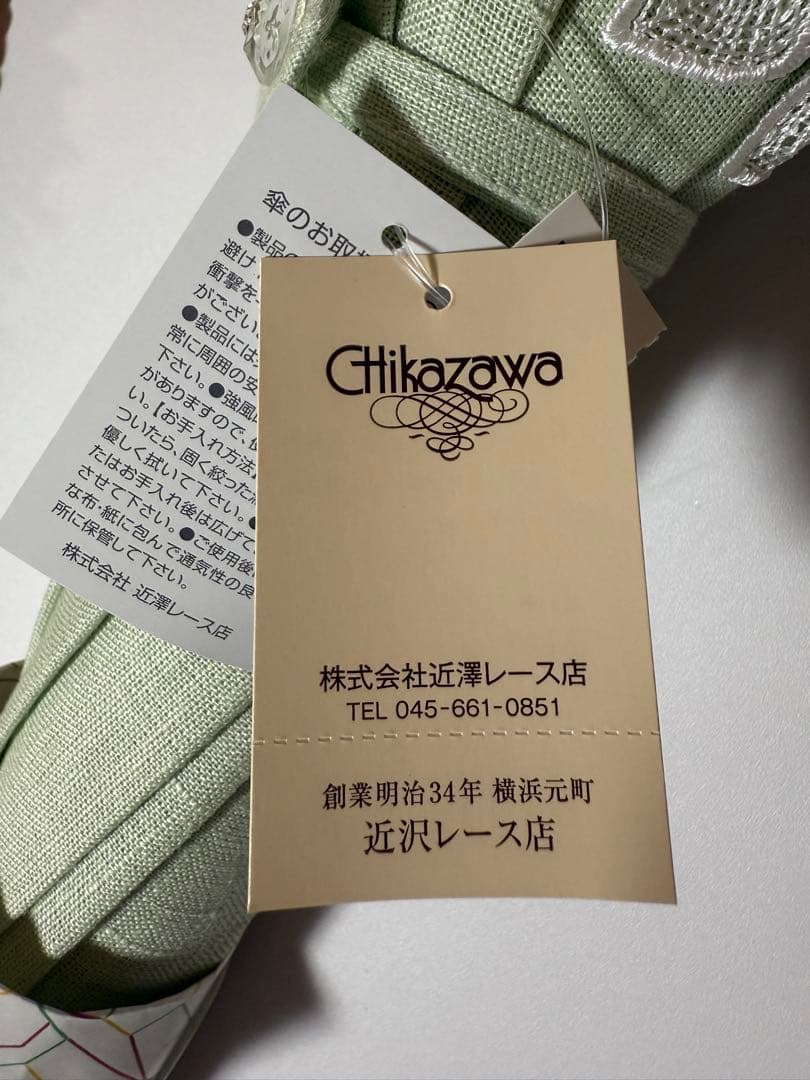 傘のお取
●製品の
避け
衝撃を
がござい
●製品には
常に周囲の安
下さい。●強風
がありますので、使
い。【お手入れ方法】
ついたら、固く絞った
優しく拭いて下さい。
たはお手入れ後は広げて
させて下さい。●ご使用後
な布・紙に包んで通気性の良
所に保管して下さい。
株式会社 近澤レース店
CHikazawa
株式会社近澤レース店
TEL 045-661-0851
創業明治34年 横浜元町
近沢レース店